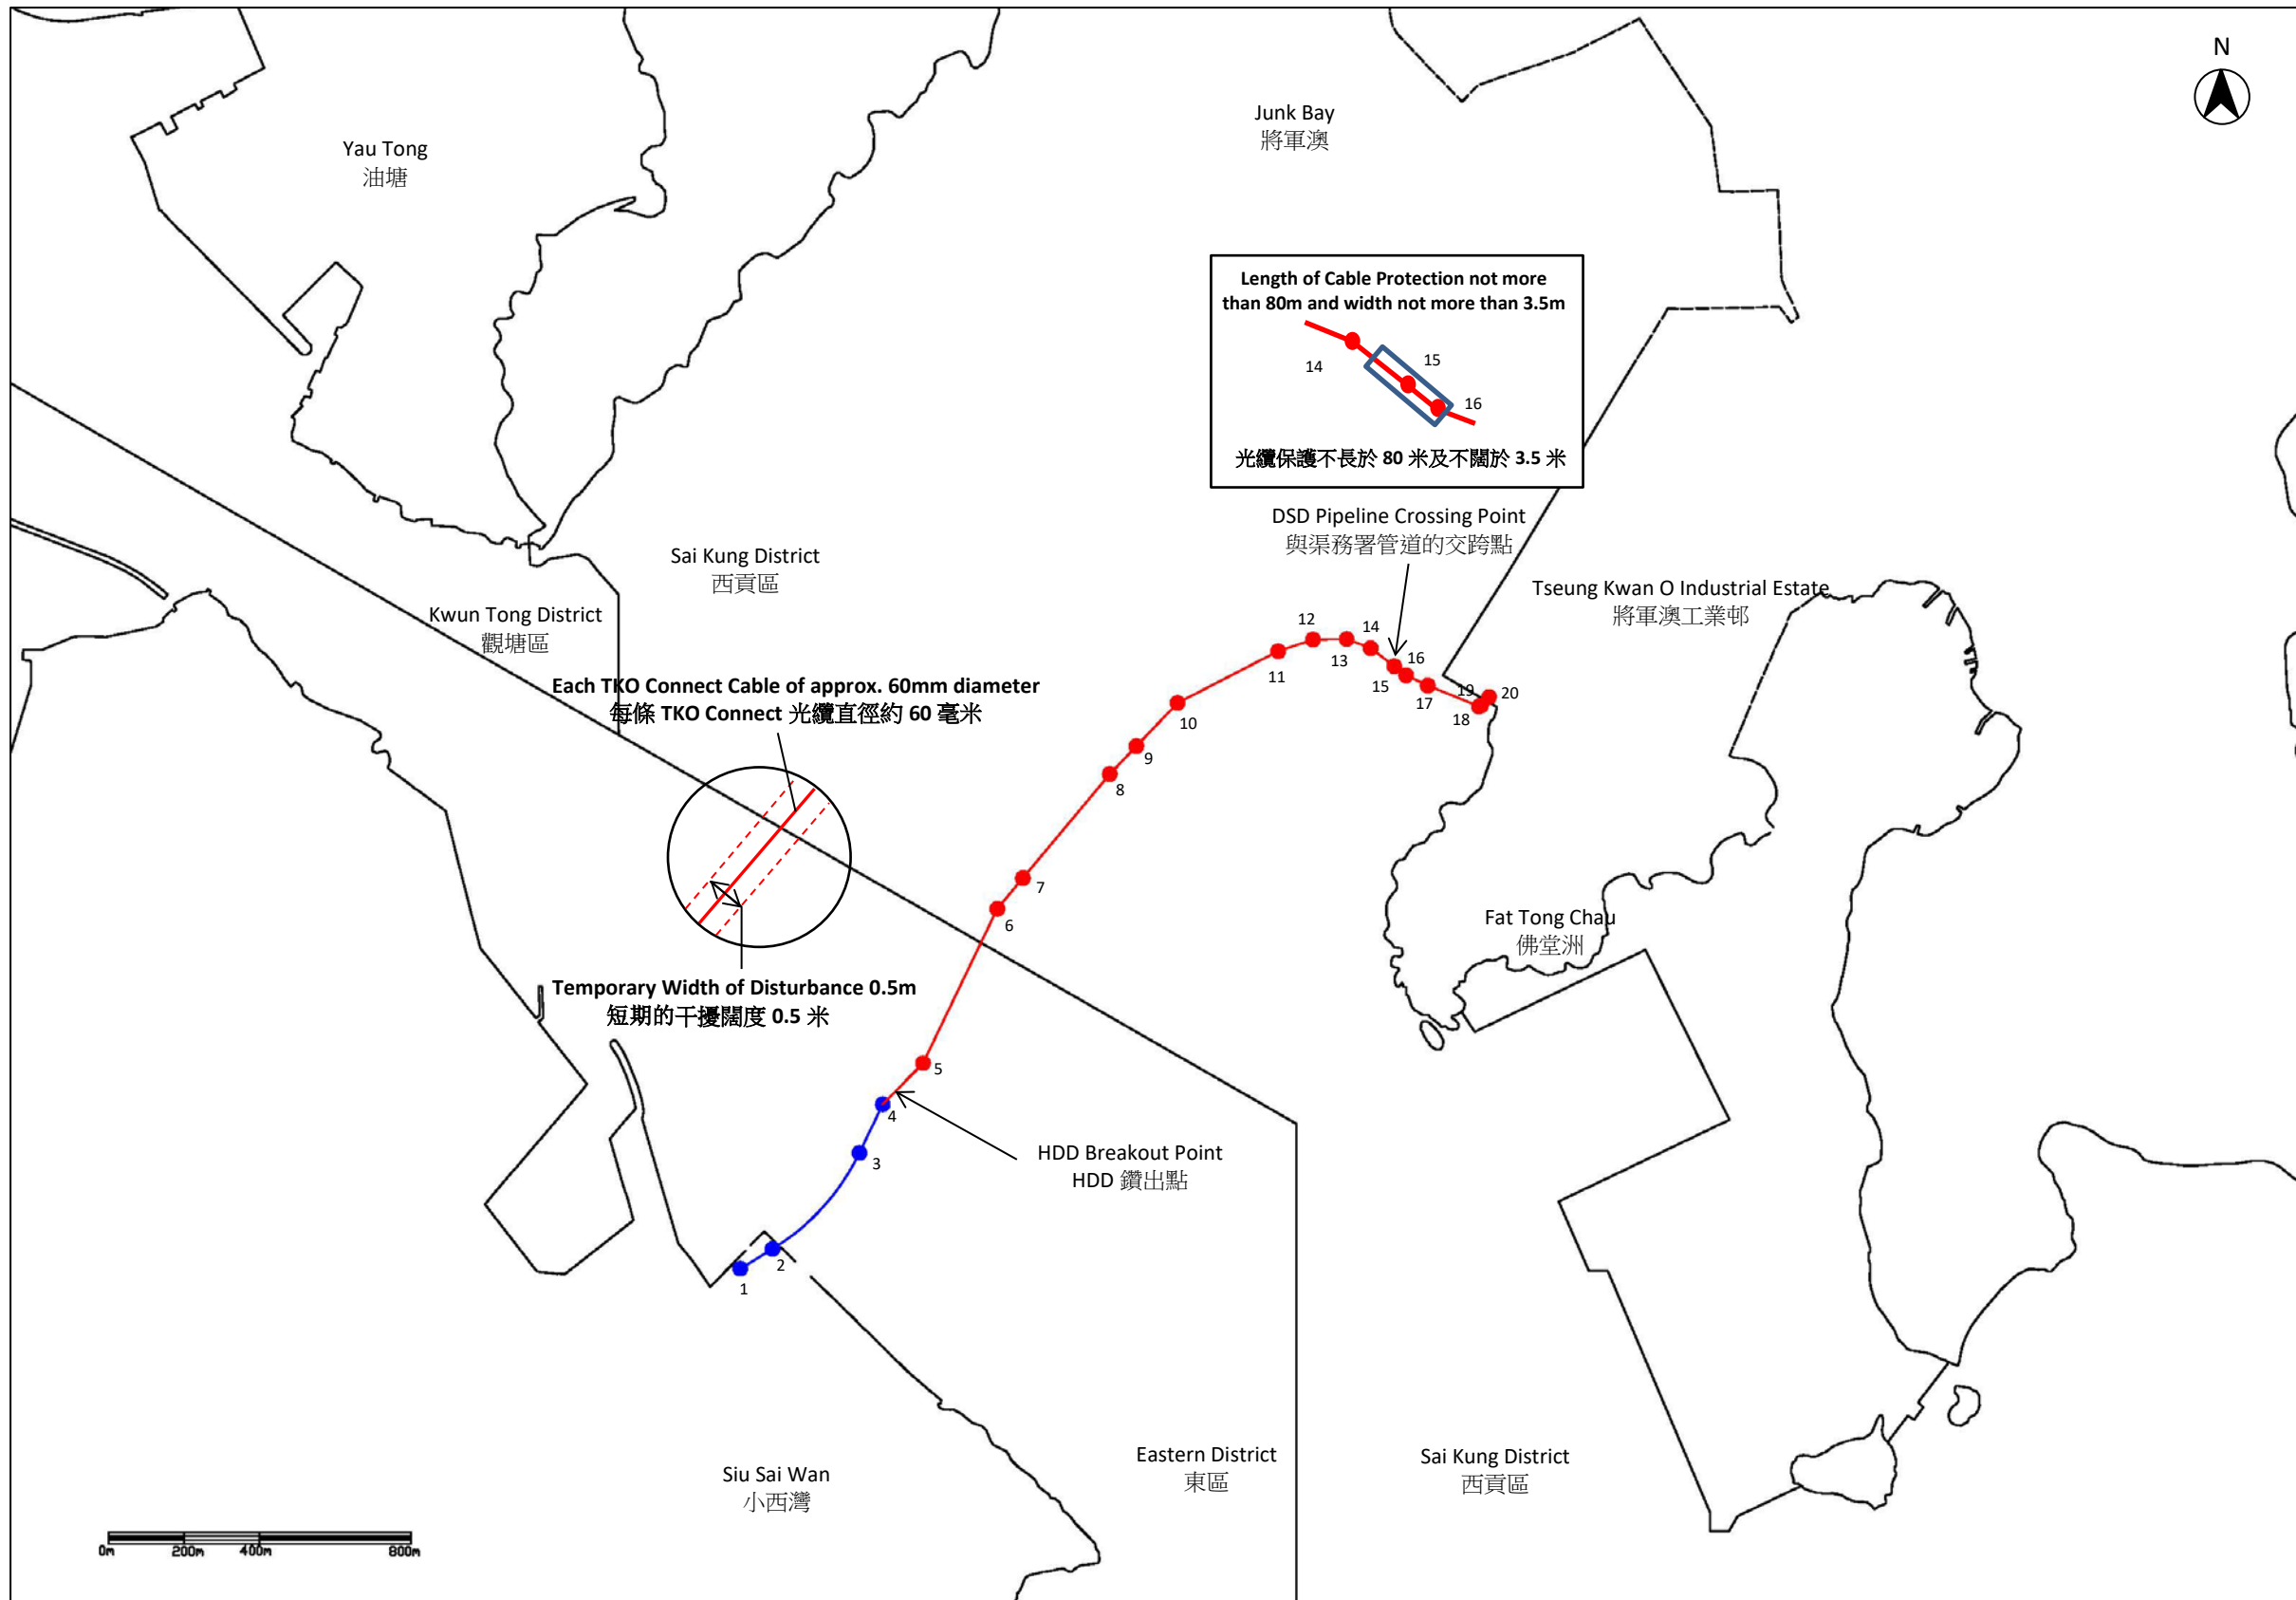 N
Junk Bay
將軍澳
Yau Tong
油塘
Length of Cable Protection not more
than 80m and width not more than 3.5m
14
15
16
光纜保護不長於 80 米及不闊於 3.5 米
DSD Pipeline Crossing Point
與渠務署管道的交跨點
Sai Kung District
西貢區
Tseung Kwan O Industrial Estate
將軍澳工業邨
Kwun Tong District
觀塘區
12
14
13
11
16
15
17
19
20
18
10
Each TKO Connect Cable of approx. 60mm diameter
每條 TKO Connect 光纜直徑約 60 毫米
9
8
7
6
Fat Tong Chau
佛堂洲
Temporary Width of Disturbance 0.5m
短期的干擾闊度 0.5 米
5
4
HDD Breakout Point
HDD 鑽出點
3
2
1
Siu Sai Wan
小西灣
Eastern District
東區
Sai Kung District
西貢區
0m 200m 400m 800m